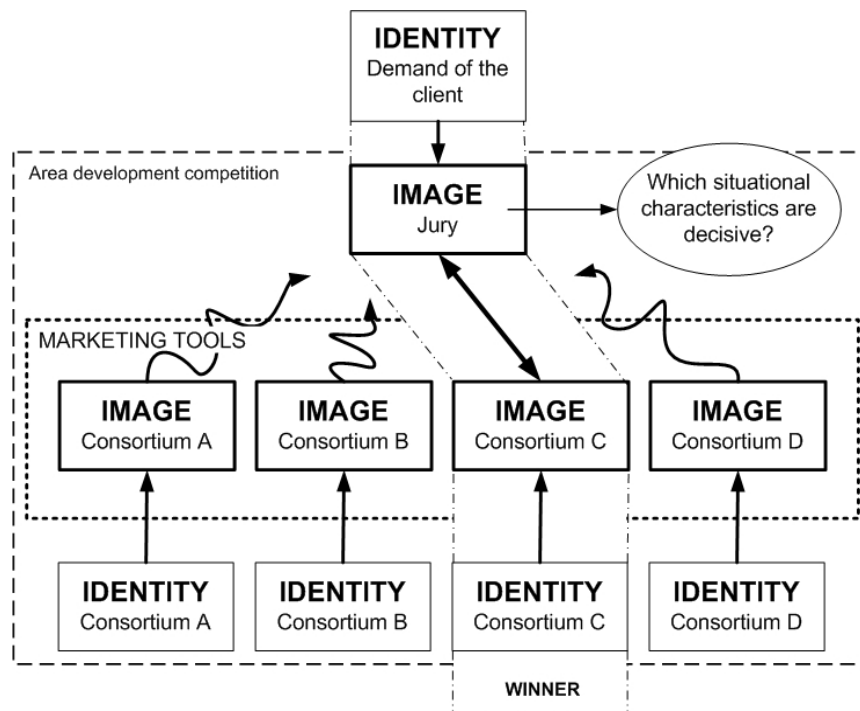 IDENTITY
Demand of the
client
Area development competition
IMAGE
Jury
Which situational
characteristics are
decisive?
MARKETING TOOLS
IMAGE
Consortium A
IMAGE
Consortium B
IMAGE
Consortium C
IMAGE
Consortium D
IDENTITY
Consortium A
IDENTITY
Consortium B
IDENTITY
Consortium C
IDENTITY
Consortium D
WINNER